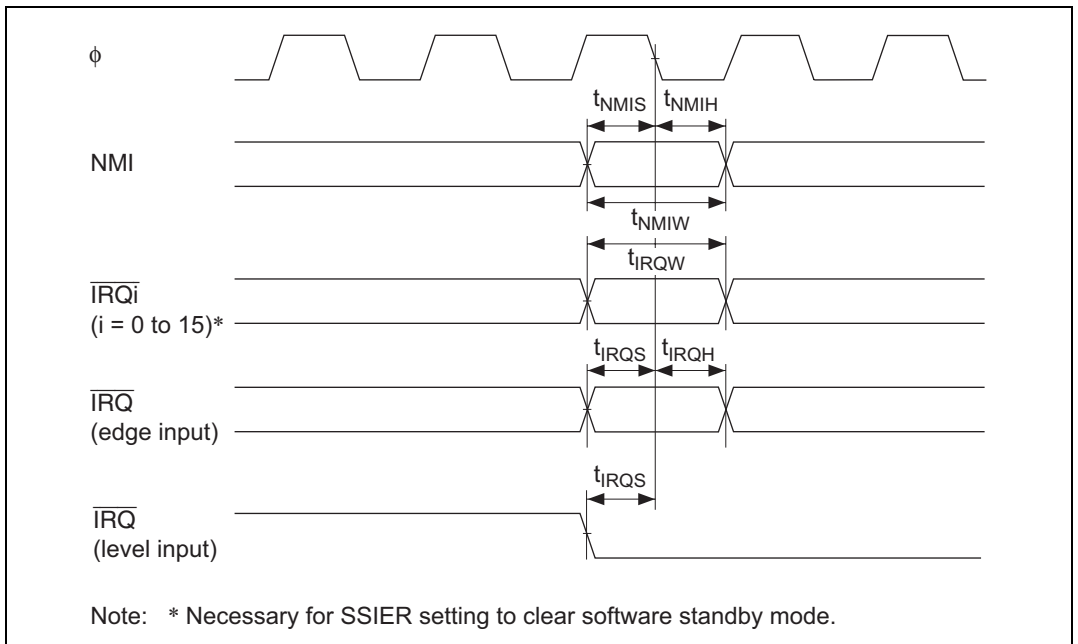 ϕ
tNMIS tNMIH
NMI
tNMIW
tIRQW
IRQi
(i = 0 to 15)*
tIRQS tIRQH
IRQ
(edge input)
tIRQS
IRQ
(level input)
Note: * Necessary for SSIER setting to clear software standby mode.